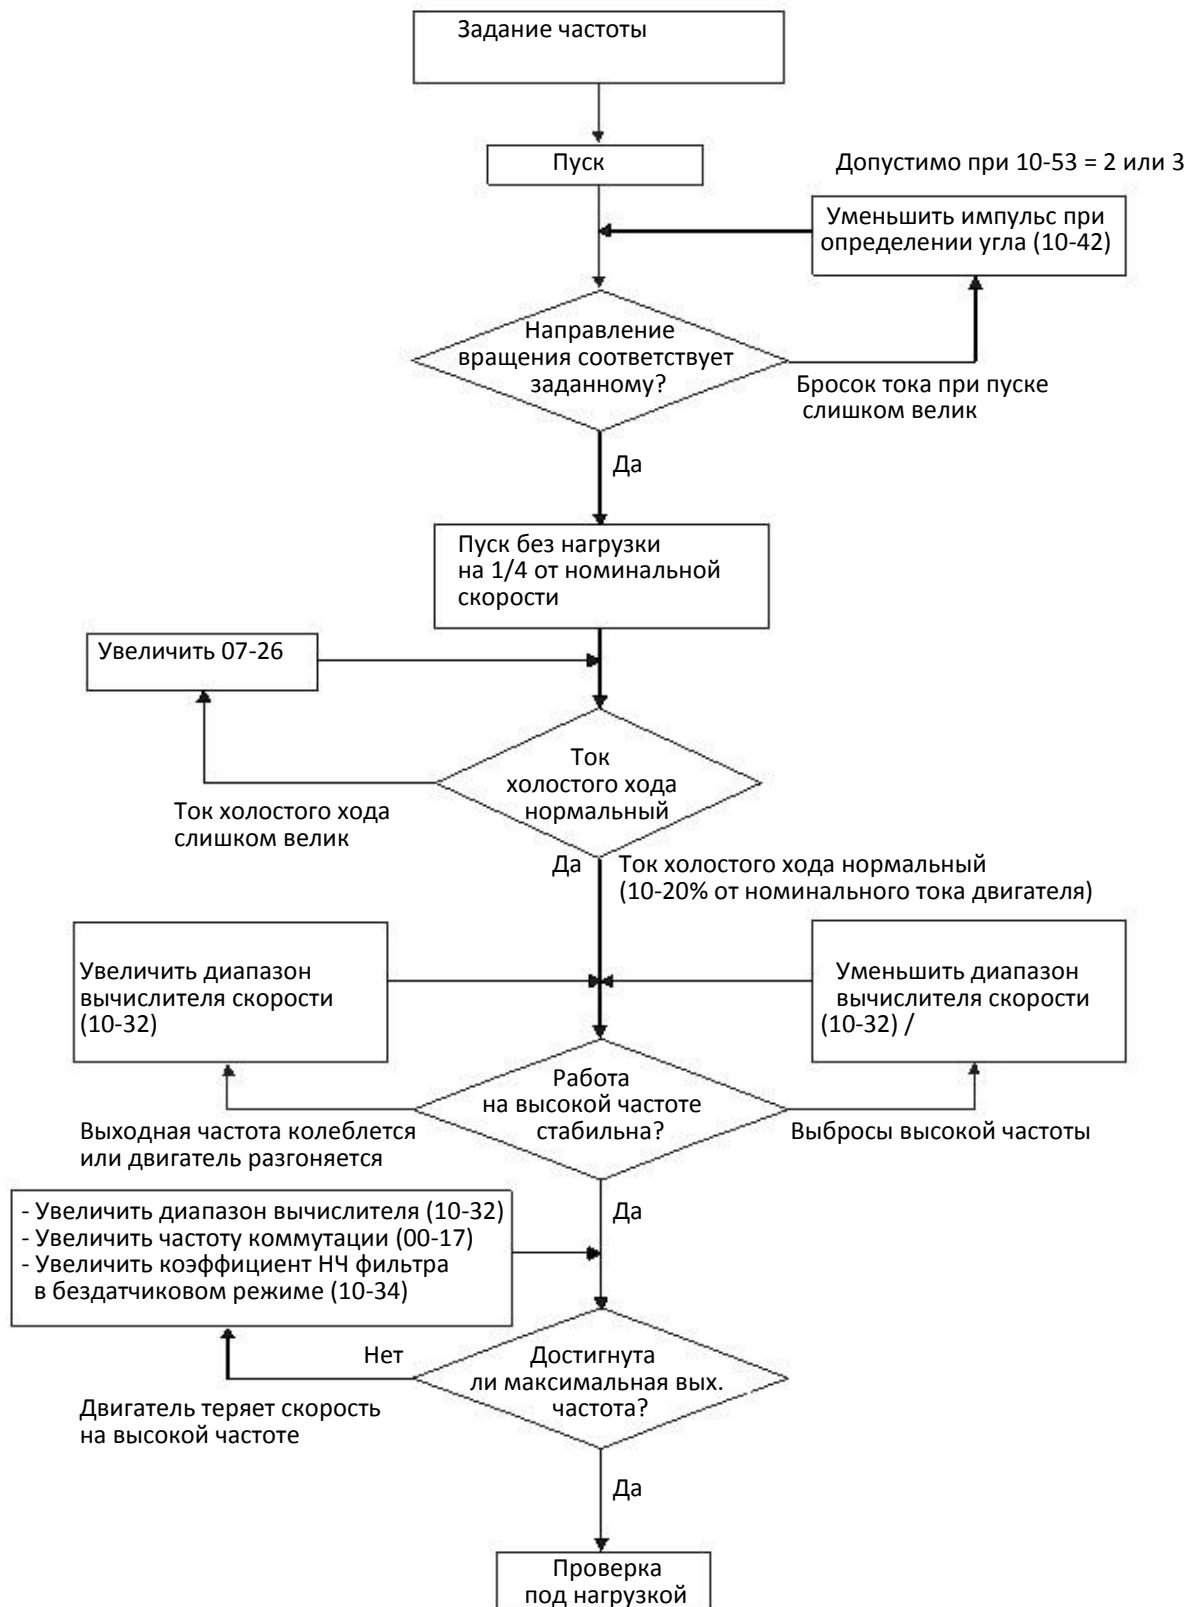 Задание частоты
Пуск
Допустимо при 10-53 = 2 или 3
Уменьшить импульс при
определении угла (10-42)
Направление
вращения соответствует
заданному?
Бросок тока при пуске
слишком велик
Да
Пуск без нагрузки
на 1/4 от номинальной
скорости
Увеличить 07-26
Ток
холостого хода
нормальный
Ток холостого хода
слишком велик
Да
Ток холостого хода нормальный
(10-20% от номинального тока двигателя)
Увеличить диапазон
вычислителя скорости
(10-32)
Уменьшить диапазон
вычислителя скорости
(10-32) /
Работа
на высокой частоте
стабильна?
Выходная частота колеблется
или двигатель разгоняется
Выбросы высокой частоты
Да
- Увеличить диапазон вычислителя (10-32)
- Увеличить частоту коммутации (00-17)
- Увеличить коэффициент НЧ фильтра
в бездатчиковом режиме (10-34)
Нет
Достигнута
ли максимальная вых.
частота?
Двигатель теряет скорость
на высокой частоте
Да
Проверка
под нагрузкой